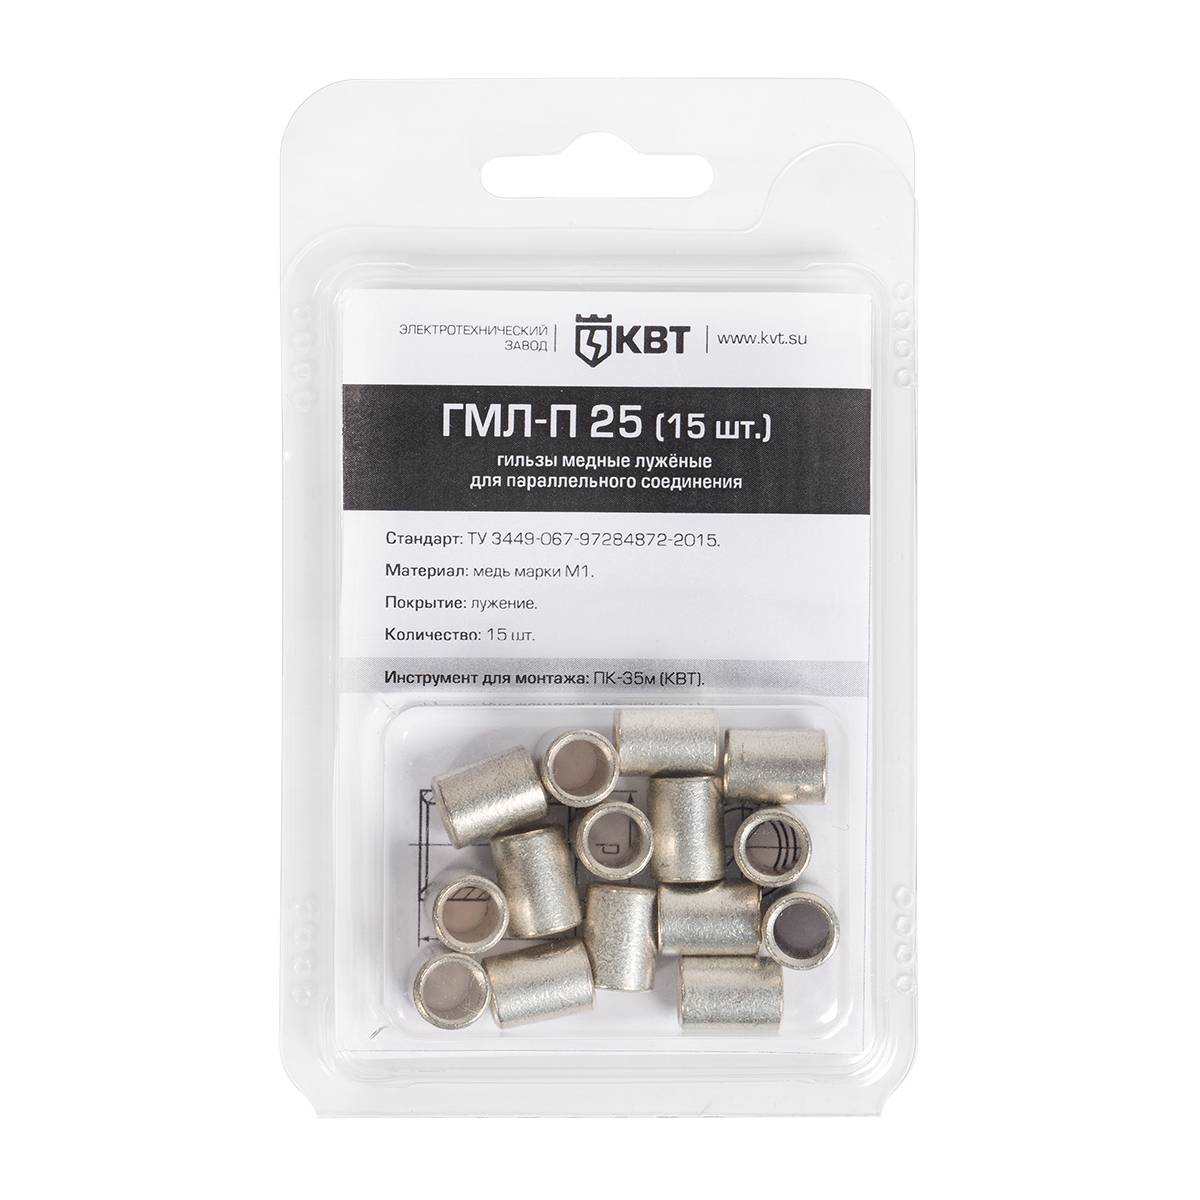 ЭЛЕКТРОТЕХНИЧЕСКИЙ
ЗАВОД
КВТ
www.kvt.su
ГМЛ-П 25 (15 шт.)
гильзы медные лужёные
для параллельного соединения
Стандарт: ТУ 3449-067-97284872-2015.
Материал: медь марки М1.
Покрытие: лужение.
Количество: 15 шт.
Инструмент для монтажа: ПК-35м (КВТ).